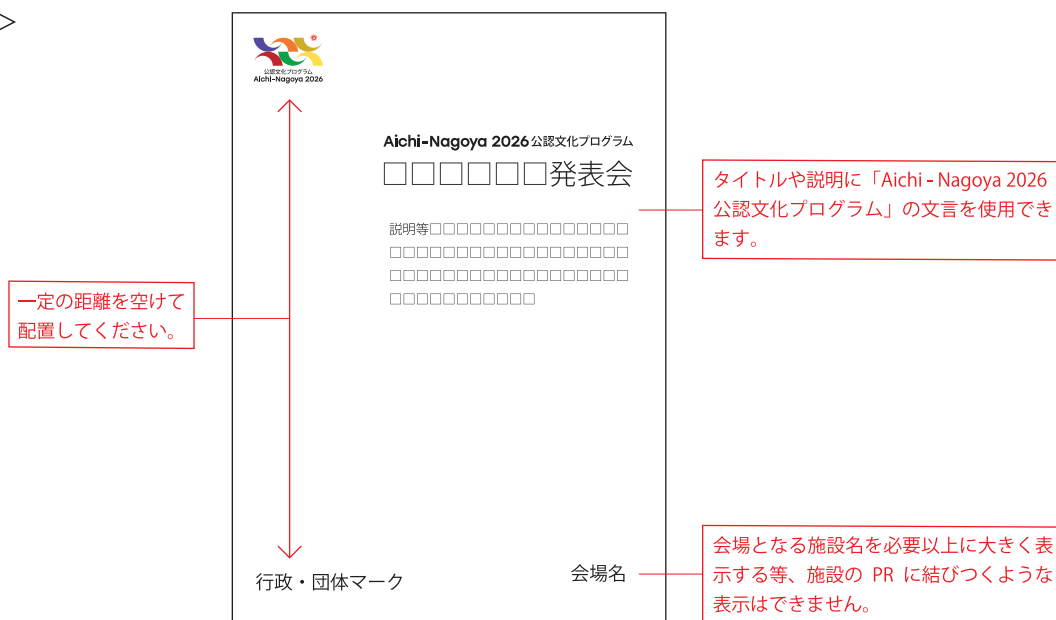 ＞
公認文化プログラム
Aichi-Nagoya 2026
Aichi-Nagoya 2026 公認文化プログラム
□□□□□□発表会
説明等□□□□□□□□□□□□□□□
□□□□□□□□□□□□□□□□□□
□□□□□□□□□□□□□□□□□□
□□□□□□□□□□□
タイトルや説明に「Aichi - Nagoya 2026
公認文化プログラム」の文言を使用でき
ます。
一定の距離を空けて
配置してください。
行政・団体マーク
会場名
会場となる施設名を必要以上に大きく表
示する等、施設の PR に結びつくような
表示はできません。